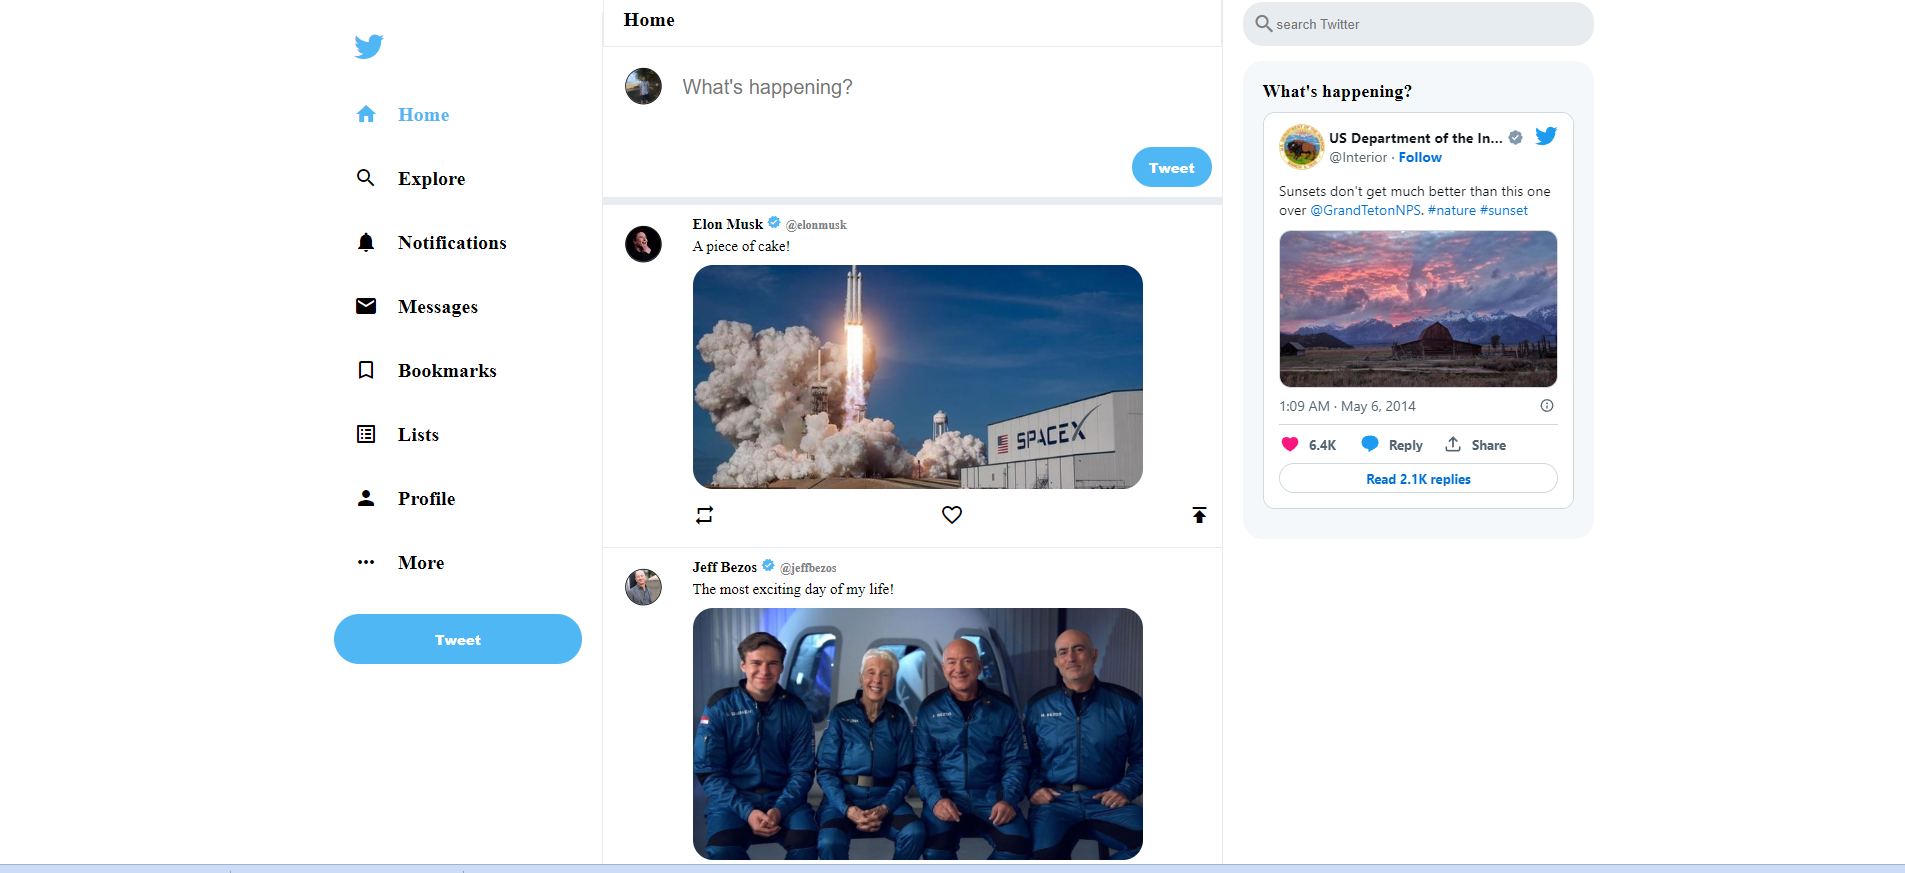 Home
Explore
Notifications
Messages
Bookmarks
Lists
Profile
More
Tweet
Home
What's happening?
Tweet
Elon Musk @elonmusk
A piece of cake!
SPACEX
Jeff Bezos @jeffbezos
The most exciting day of my life!
J. BEZOS
M. BEZOS
search Twitter
What's happening?
US Department of the In...
@Interior · Follow
Sunsets don't get much better than this one
over @GrandTetonNPS. #nature #sunset
1:09 AM · May 6, 2014
6.4K Reply Share
Read 2.1K replies